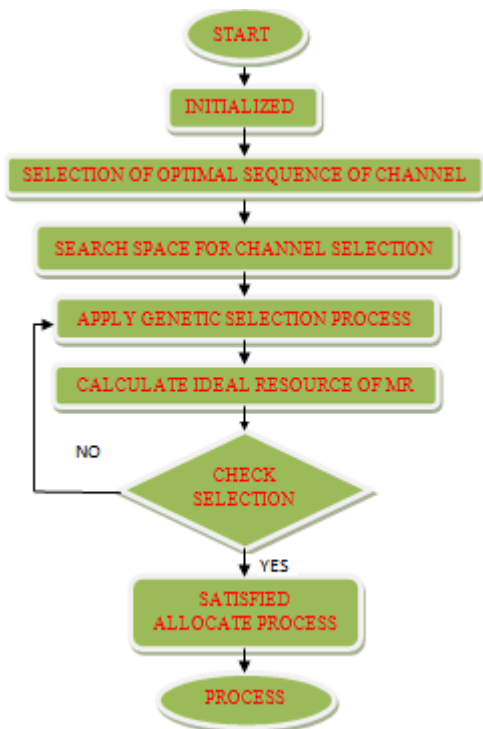 START
INITIALIZED
SELECTION OF OPTIMAL SEQUENCE OF CHANNEL
SEARCH SPACE FOR CHANNEL SELECTION
APPLY GENETIC SELECTION PROCESS
CALCULATE IDEAL RESOURCE OF MR
NO
CHECK
SELECTION
YES
SATISFIED
ALLOCATE PROCESS
PROCESS